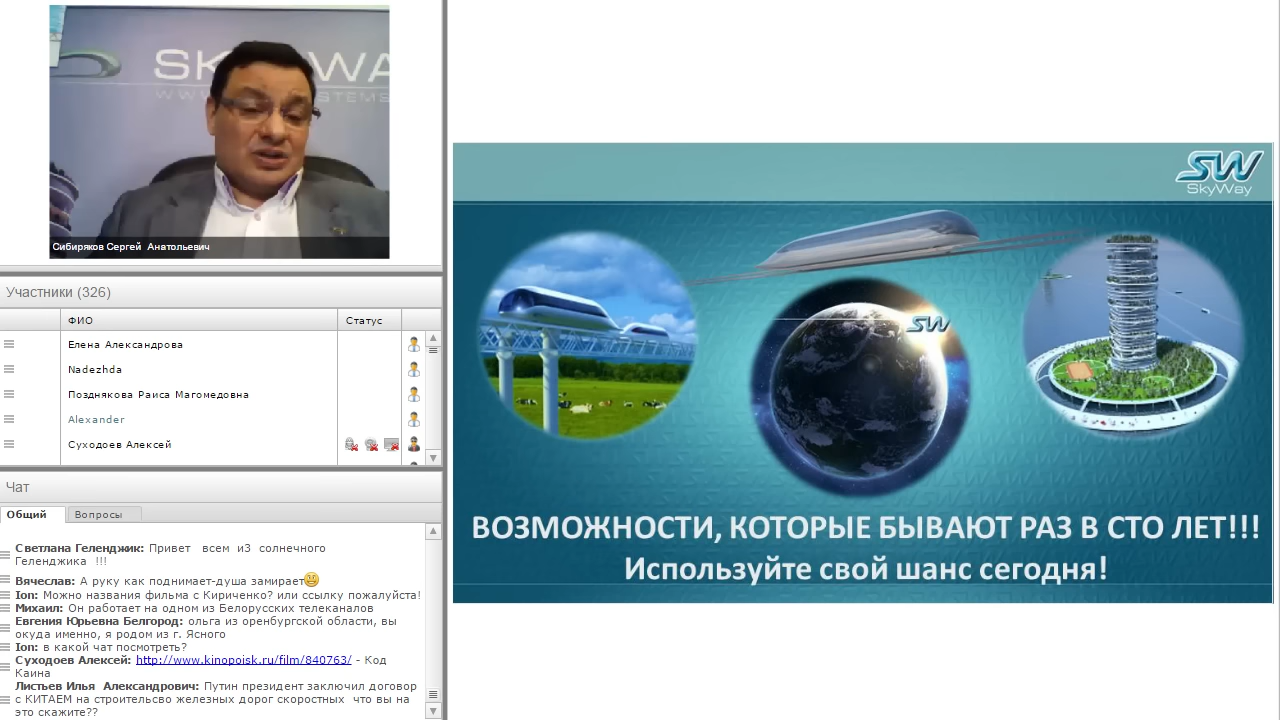 SKYWA
WWW
STEMS
Сибиряков Сергей Анатольевич
Участники (326)
ФИО
Статус
Елена Александрова
Nadezhda
Позднякова Раиса Магомедовна
Alexander
Суходоев Алексей
Чат
Общий
Вопросы
Светлана Геленджик: Привет всем иЗ солнечного
Геленджика !!!
Вячеслав: А руку как поднимает-душа замирает
Ion: Можно названия фильма с Кириченко? или ссылку пожалуйста!
Михаил: Он работает на одном из Белорусских телеканалов
Евгения Юрьевна Белгород: ольга из оренбургской области, вы
окуда именно, я родом из г. Ясного
Ion: в какой чат посмотреть?
Суходоев Алексей: http://www.kinopoisk.ru/film/840763/ - Код
Каина
Листьев Илья Александрович: Путин президент заключил договор
с КИТАЕМ на строительсво железных дорог скоростных что вы на
это скажите??
SW
SkyWay
SW
ВОЗМОЖНОСТИ, КОТОРЫЕ БЫВАЮТ РАЗ В СТО ЛЕТ!!!
Используйте свой шанс сегодня!